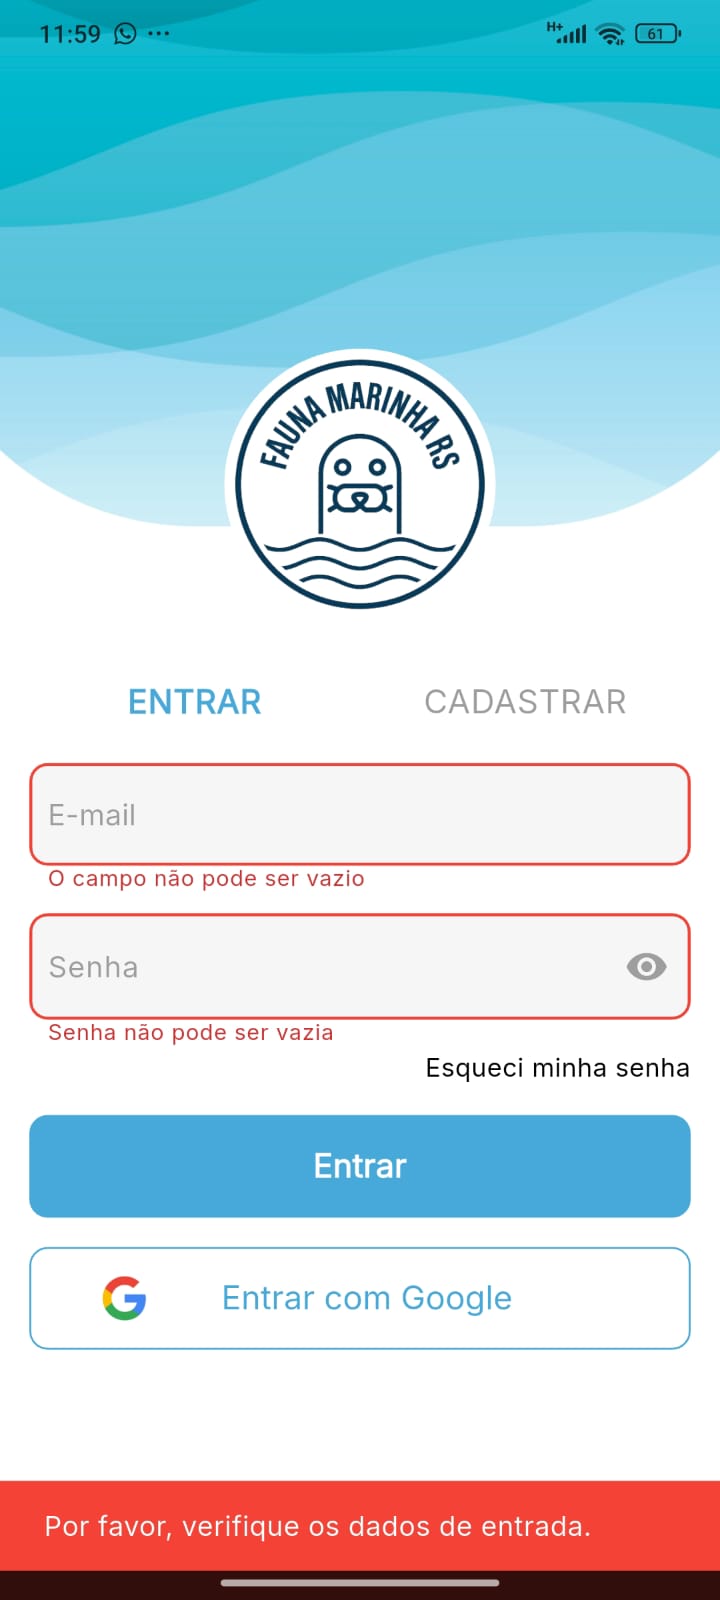 11:59
H+
61
FAUNA MARINHA RS
ENTRAR
CADASTRAR
E-mail
O campo não pode ser vazio
Senha
Senha não pode ser vazia
Esqueci minha senha
Entrar
Entrar com Google
Por favor, verifique os dados de entrada.